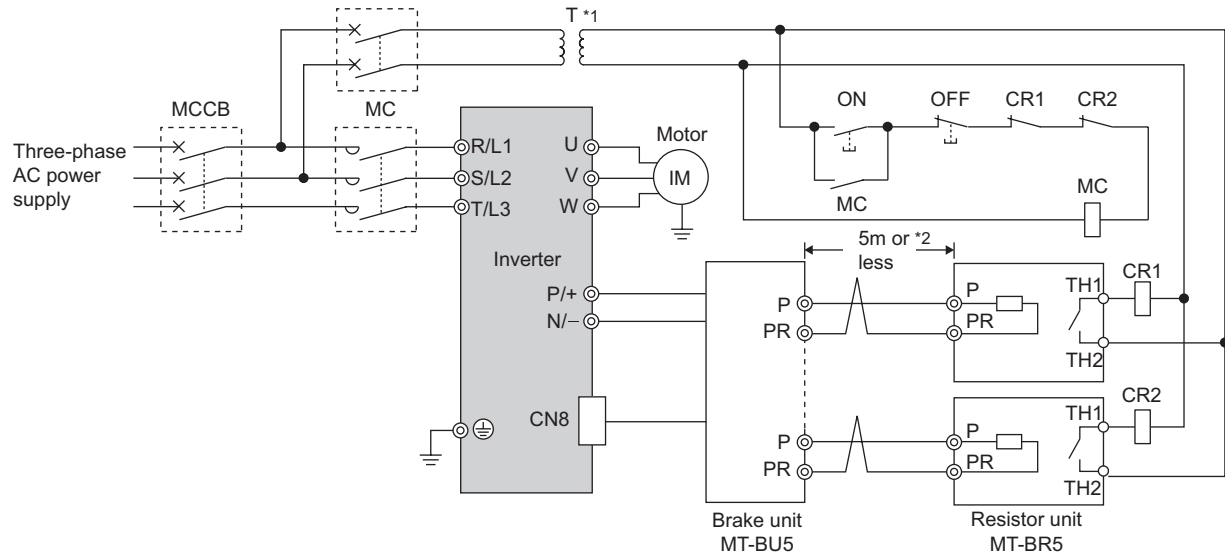 T *1
MCCB
MC
ON
OFF
CR1
CR2
Three-phase
AC power
supply
R/L1
S/L2
T/L3
U
V
W
Motor
IM
MC
MC
Inverter
5m or *2
less
P/+
N/−
P
PR
P
PR
TH1
TH2
CR1
CN8
P
PR
P
PR
TH1
TH2
CR2
Brake unit
MT-BU5
Resistor unit
MT-BR5